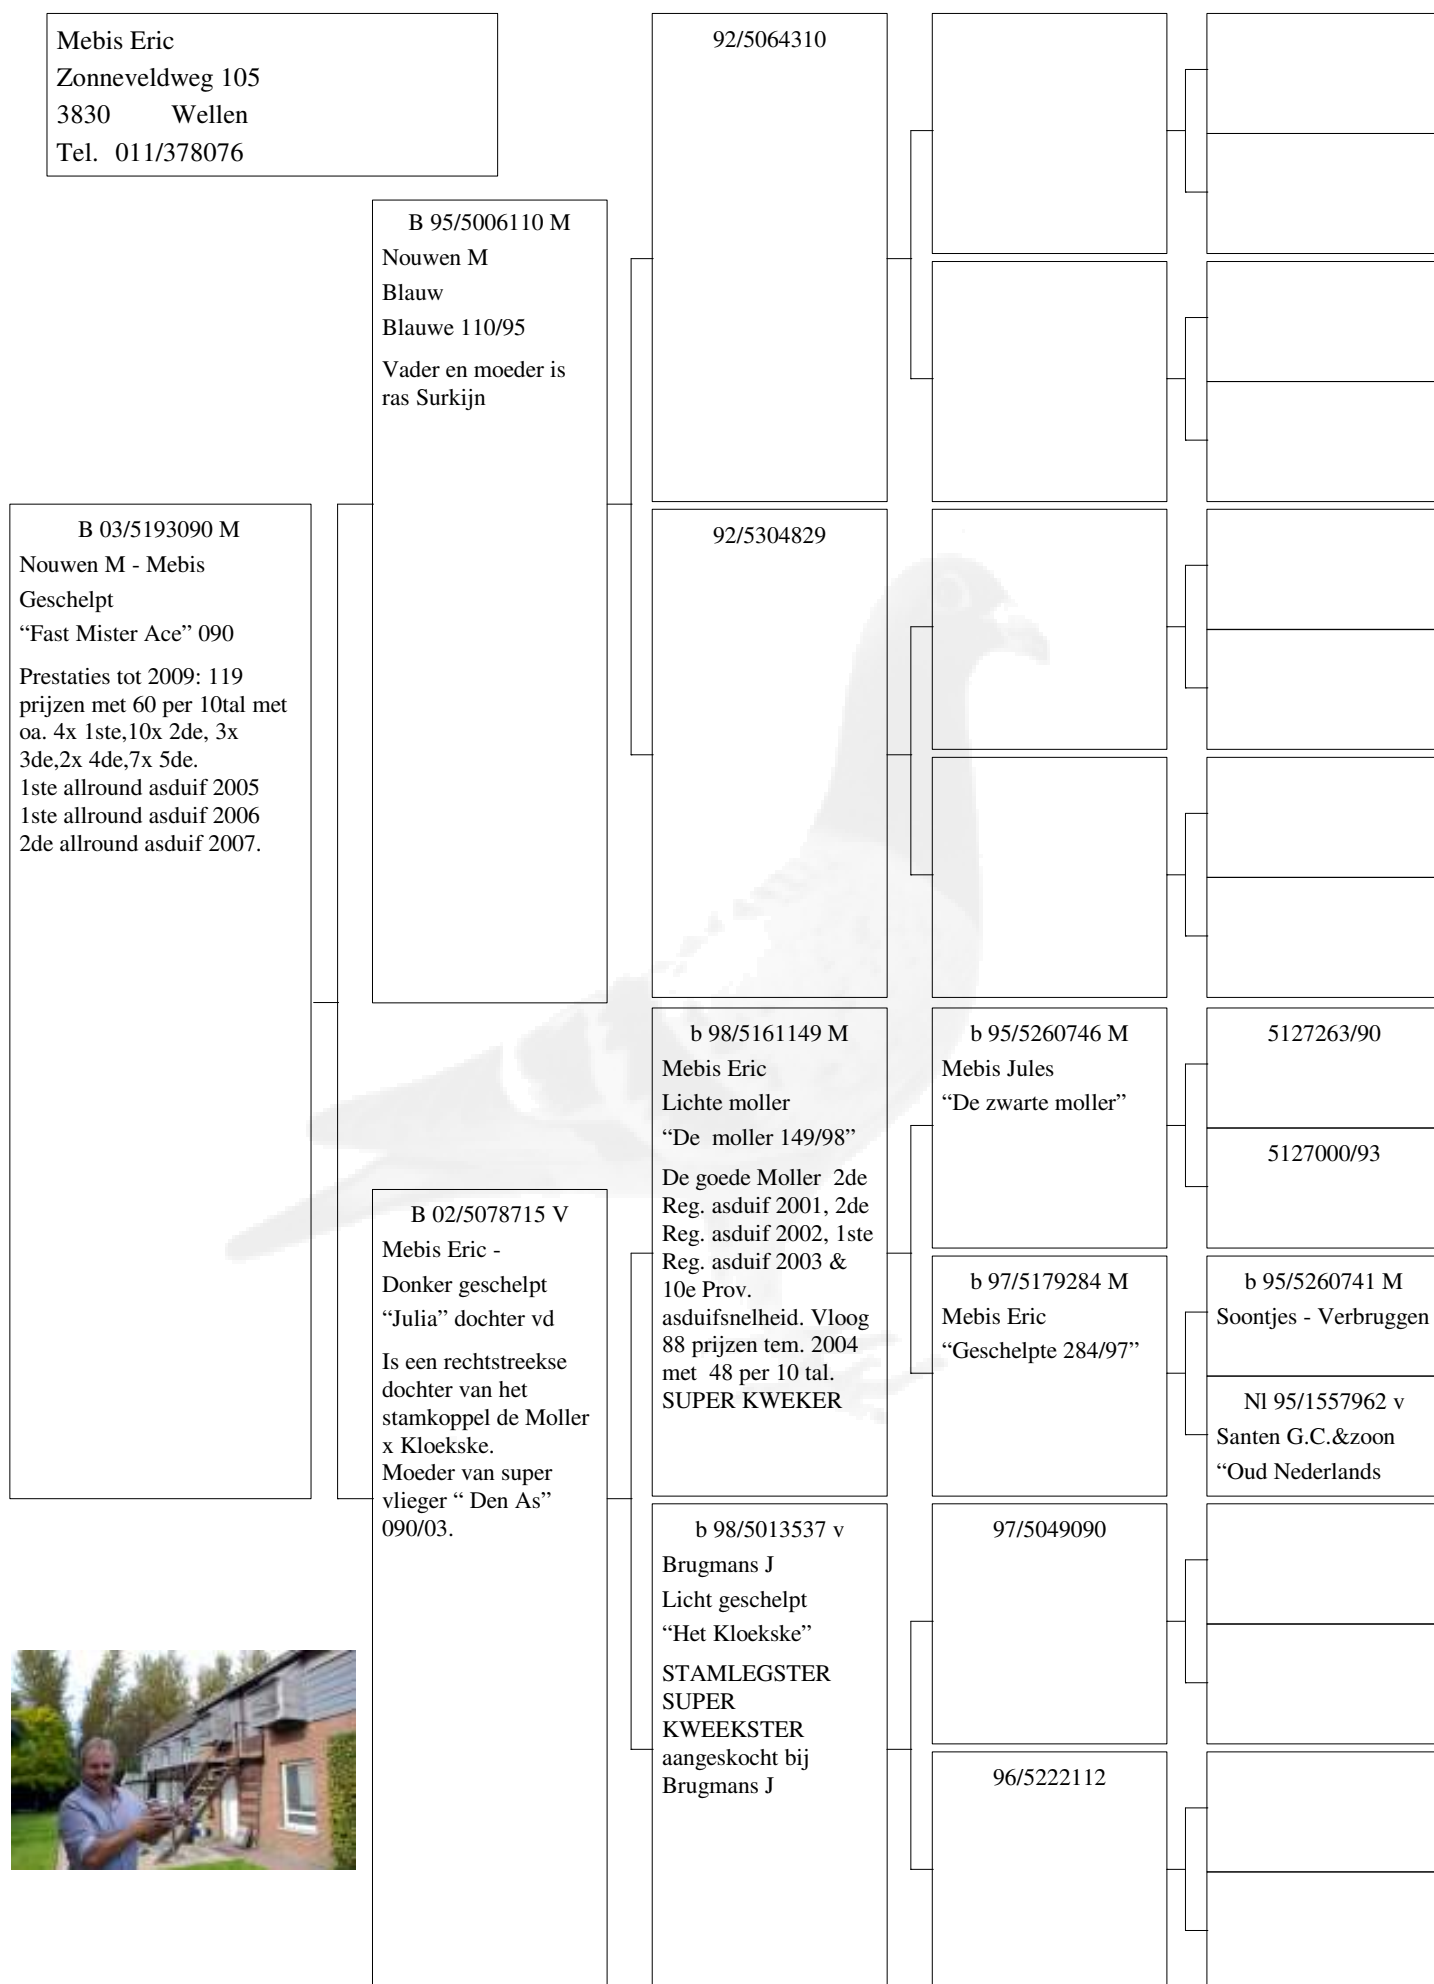 Mebis Eric
Zonneveldweg 105
3830 Wellen
Tel. 011/378076
B 03/5193090 M
Nouwen M - Mebis
Geschelpt
“Fast Mister Ace” 090
Prestaties tot 2009: 119
prijzen met 60 per 10tal met
oa. 4x 1ste,10x 2de, 3x
3de,2x 4de,7x 5de.
1ste allround asduif 2005
1ste allround asduif 2006
2de allround asduif 2007.
B 95/5006110 M
Nouwen M
Blauw
Blauwe 110/95
Vader en moeder is
ras Surkijn
B 02/5078715 V
Mebis Eric -
Donker geschelpt
“Julia” dochter vd
Is een rechtstreekse
dochter van het
stamkoppel de Moller
x Kloekske.
Moeder van super
vlieger “ Den As”
090/03.
92/5064310
92/5304829
b 98/5161149 M
Mebis Eric
Lichte moller
“De moller 149/98”
De goede Moller 2de
Reg. asduif 2001, 2de
Reg. asduif 2002, 1ste
Reg. asduif 2003 &
10e Prov.
asduifsnelheid. Vloog
88 prijzen tem. 2004
met 48 per 10 tal.
SUPER KWEKER
b 98/5013537 v
Brugmans J
Licht geschelpt
“Het Kloekske”
STAMLEGSTER
SUPER
KWEEKSTER
aangeskocht bij
Brugmans J
b 95/5260746 M
Mebis Jules
“De zwarte moller”
b 97/5179284 M
Mebis Eric
“Geschelpte 284/97”
97/5049090
96/5222112
5127263/90
5127000/93
b 95/5260741 M
Soontjes - Verbruggen
Nl 95/1557962 v
Santen G.C.&zoon
“Oud Nederlands